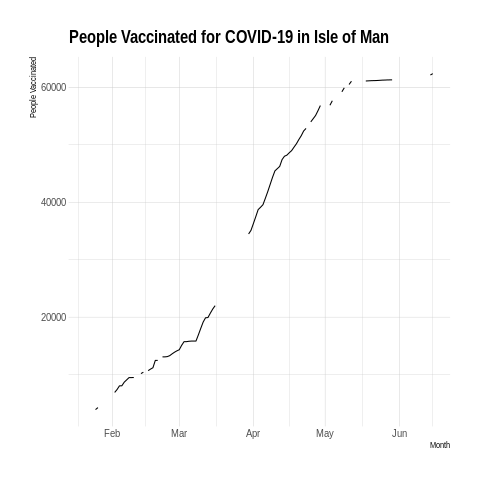 People Vaccinated for COVID-19 in Isle of Man
People Vaccinated
60000
40000
20000
Feb Mar Apr May Jun
Month